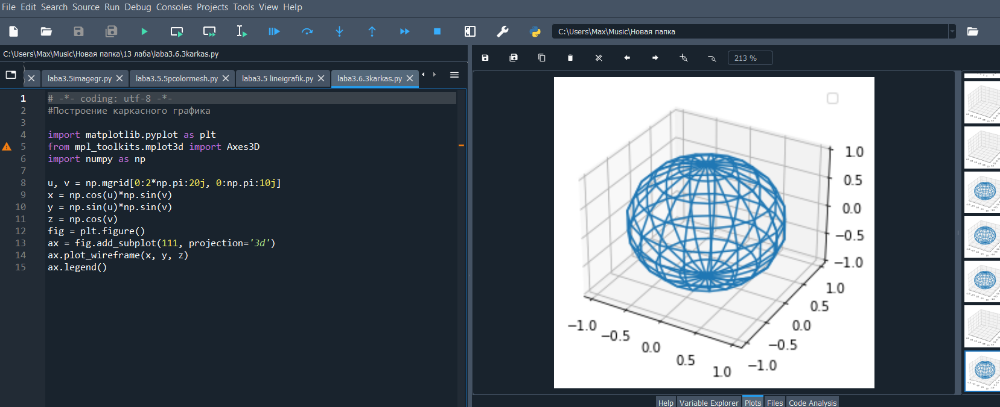 File Edit Search Source Run Debug Consoles Projects Tools View Help
C:\Users\Max\Music\Новая папка
C:\Users\Max\Music\Новая папка\13 лаба\laba3.6.3karkas.py
laba3.5imagegr.py laba3.5.5pcolormesh.py laba3.5 lineigrafik.py laba3.6.3karkas.py
1 # -*- coding: utf-8 -*-
2 #Построение каркасного графика
3
4 import matplotlib.pyplot as plt
5 from mpl_toolkits.mplot3d import Axes3D
6 import numpy as np
7
8 u, v = np.mgrid[0:2*np.pi:20j, 0:np.pi:10j]
9 x = np.cos(u)*np.sin(v)
10 y = np.sin(u)*np.sin(v)
11 z = np.cos(v)
12 fig = plt.figure()
13 ax = fig.add_subplot(111, projection='3d')
14 ax.plot_wireframe(x, y, z)
15 ax.legend()
213 %
1.0
0.5
0.0
−0.5
−1.0
1.0
0.5
0.0
−0.5
−1.0
−1.0
−0.5
0.0
0.5
1.0
Help Variable Explorer Plots Files Code Analysis